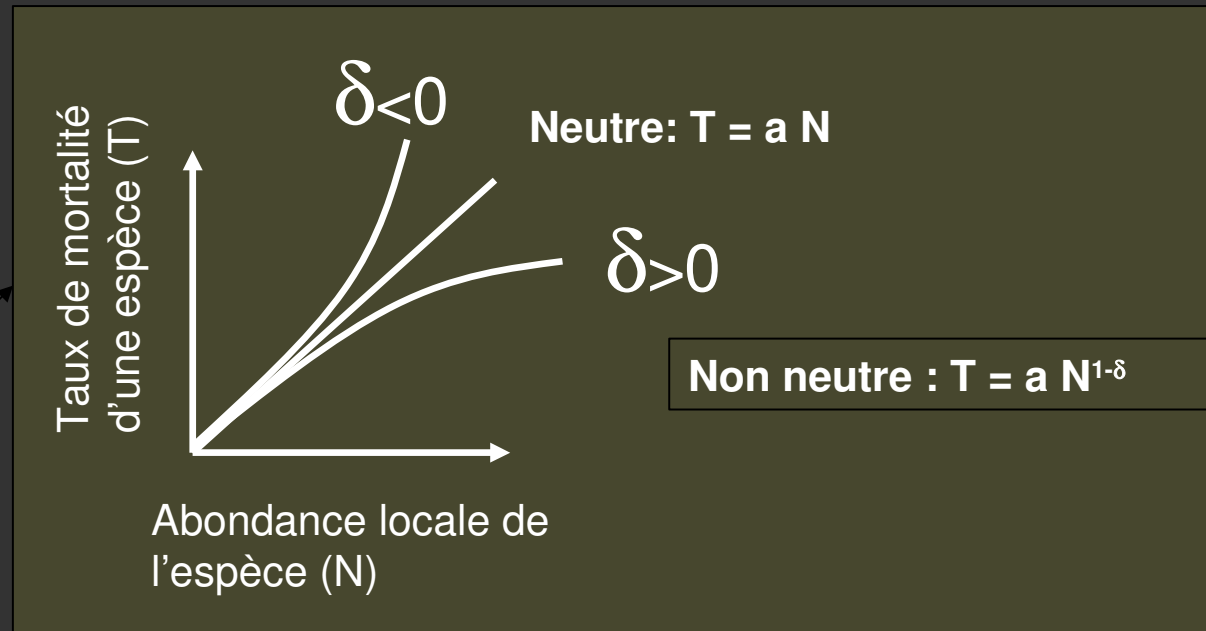 δ<0
Neutre: T = a N
Taux de mortalité
d'une espèce (T)
δ>0
Non neutre : T = a N¹⁻ᵟ
Abondance locale de
l'espèce (N)